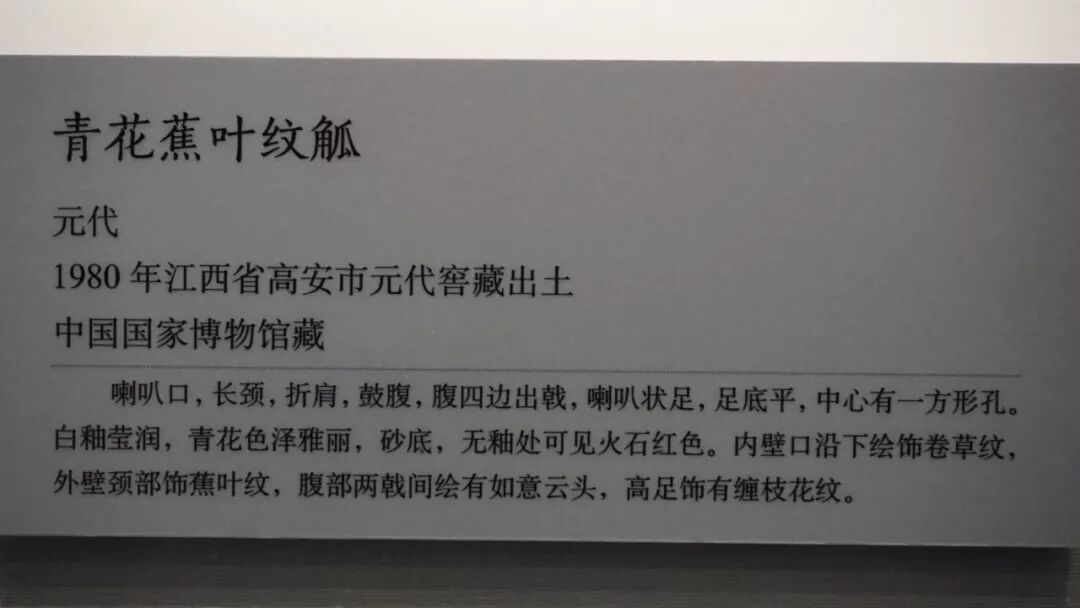 青花蕉叶纹觚
元代
1980 年江西省高安市元代窖藏出土
中国国家博物馆藏
喇叭口，长颈，折肩，鼓腹，腹四边出戟，喇叭状足，足底平，中心有一方形孔。
白釉莹润，青花色泽雅丽，砂底，无釉处可见火石红色。内壁口沿下绘饰卷草纹，
外壁颈部饰蕉叶纹，腹部两戟间绘有如意云头，高足饰有缠枝花纹。